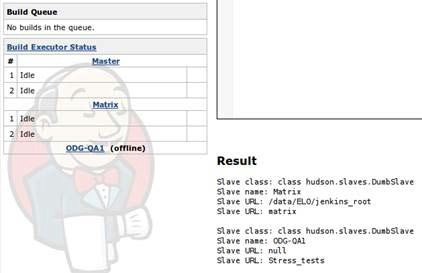 Build Queue
No builds in the queue.
Build Executor Status
# Master
1 Idle
2 Idle
Matrix
1 Idle
2 Idle
ODG-QA1 (offline)
Result
Slave class: class hudson.slaves.DumbSlave
Slave name: Matrix
Slave URL: /data/ELO/jenkins_root
Slave URL: matrix
Slave class: class hudson.slaves.DumbSlave
Slave name: ODG-QA1
Slave URL: null
Slave URL: Stress_tests